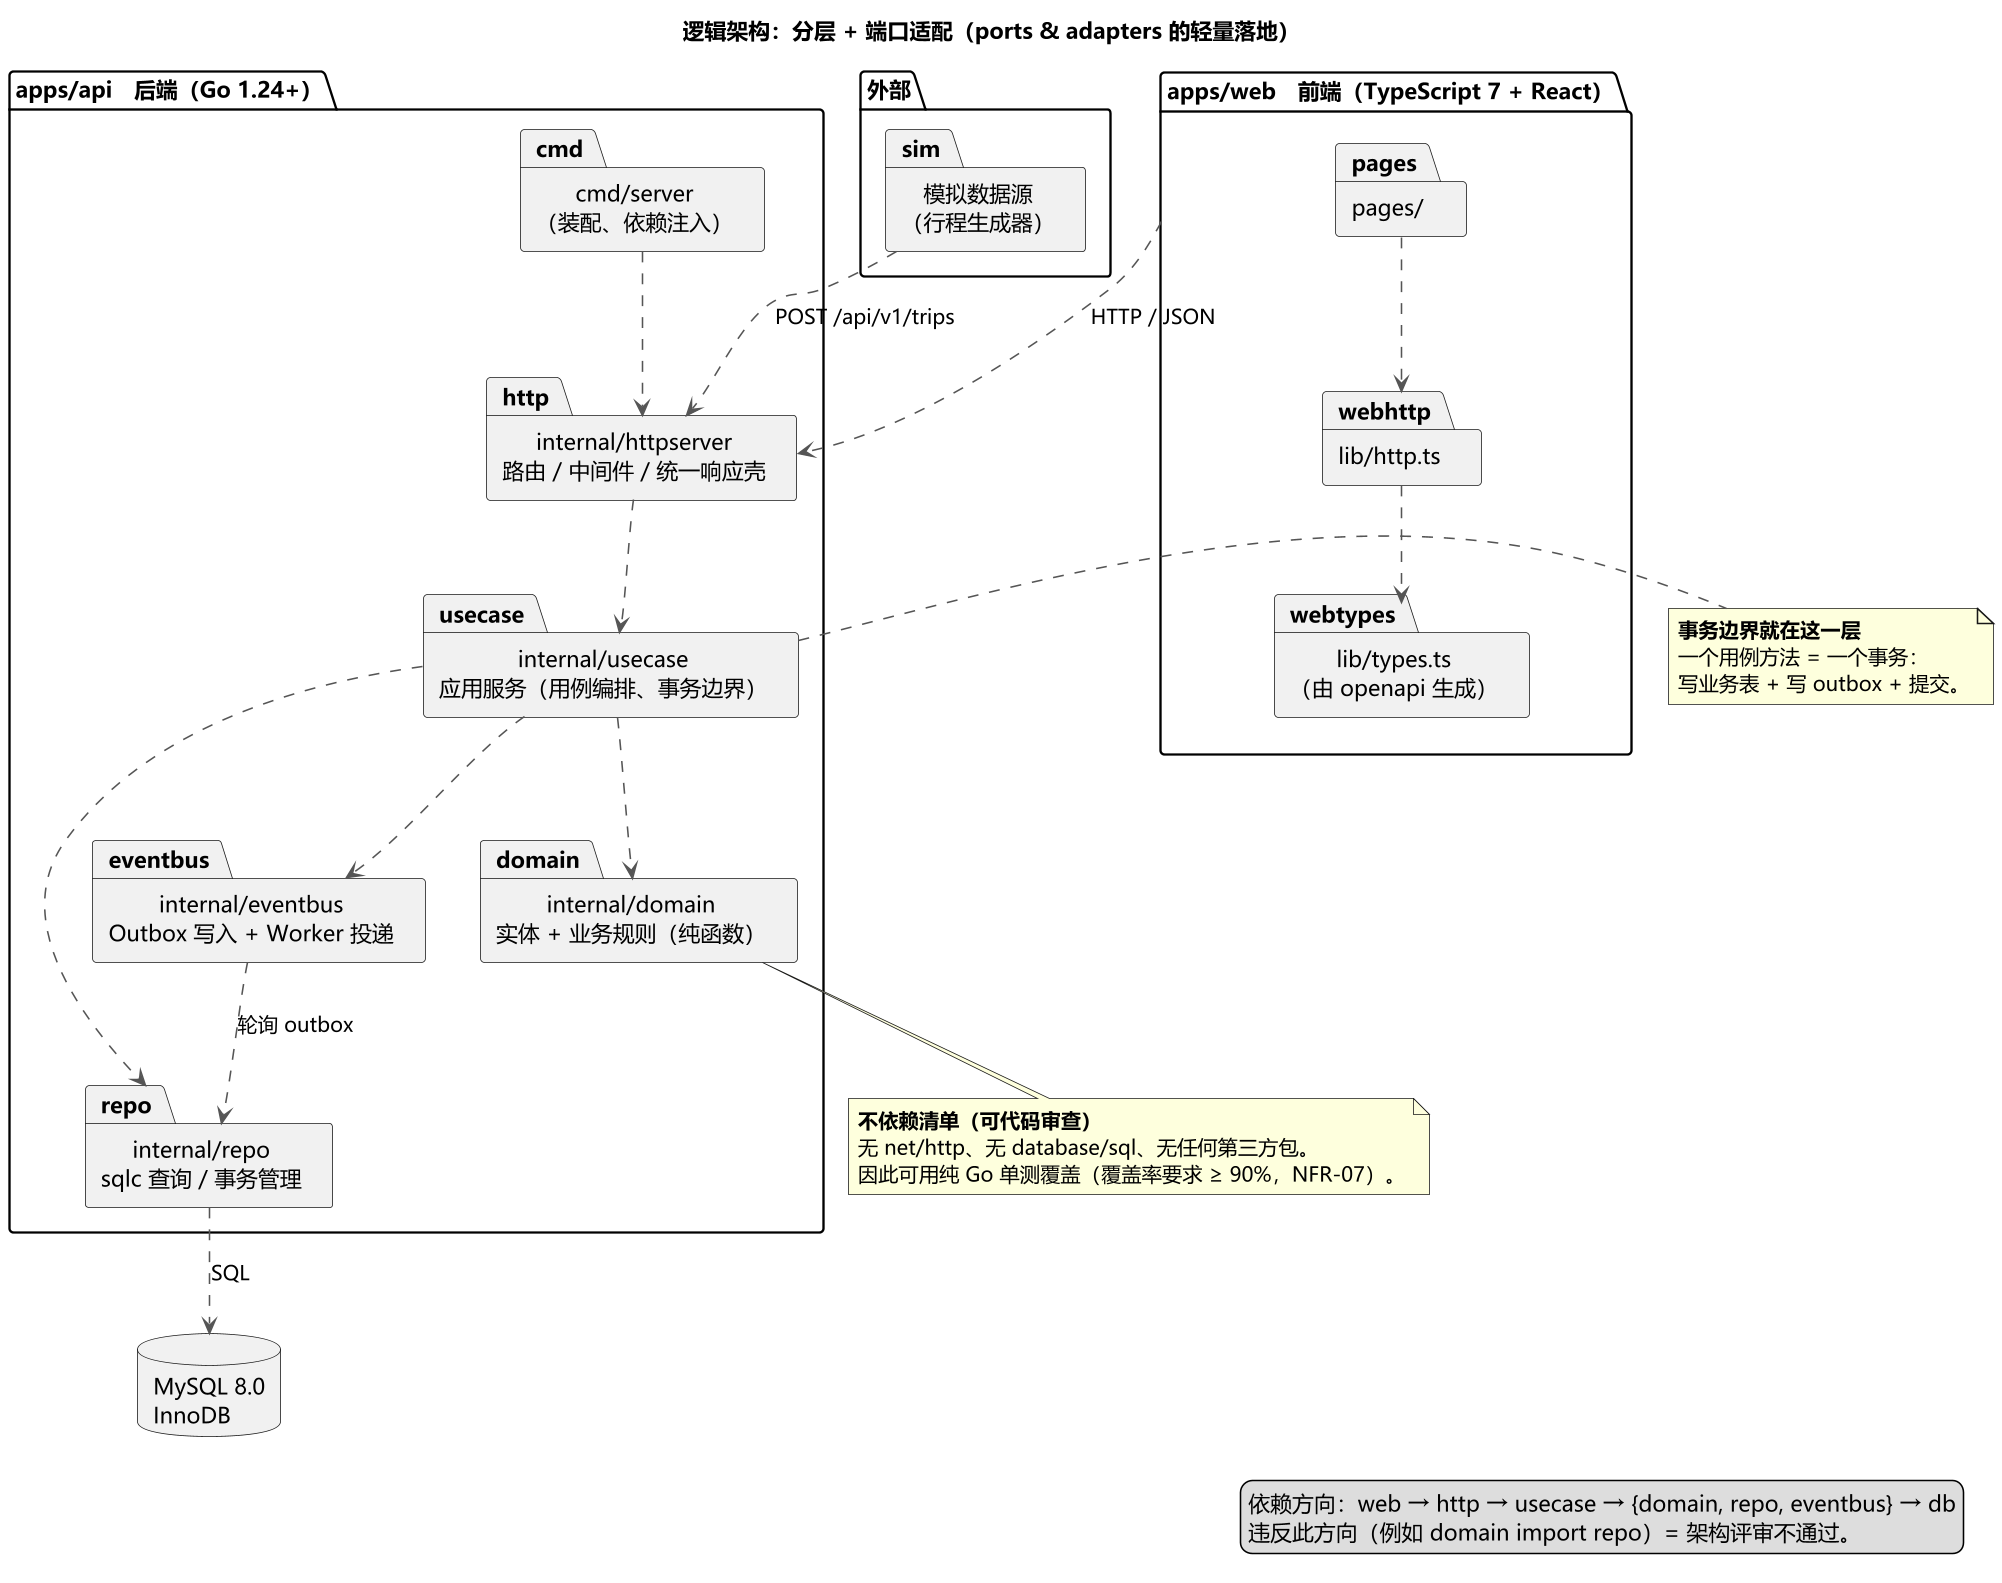 逻辑架构：分层 + 端口适配（ports & adapters 的轻量落地）
apps/api　后端（Go 1.24+）
cmd
cmd/server
（装配、依赖注入）
外部
sim
模拟数据源
（行程生成器）
apps/web　前端（TypeScript 7 + React）
pages
pages/
POST /api/v1/trips
HTTP / JSON
http
internal/httpserver
路由 / 中间件 / 统一响应壳
webhttp
lib/http.ts
usecase
internal/usecase
应用服务（用例编排、事务边界）
webtypes
lib/types.ts
（由 openapi 生成）
事务边界就在这一层
一个用例方法 = 一个事务：
写业务表 + 写 outbox + 提交。
eventbus
internal/eventbus
Outbox 写入 + Worker 投递
domain
internal/domain
实体 + 业务规则（纯函数）
轮询 outbox
repo
internal/repo
sqlc 查询 / 事务管理
不依赖清单（可代码审查）
无 net/http、无 database/sql、无任何第三方包。
因此可用纯 Go 单测覆盖（覆盖率要求 ≥ 90%，NFR-07）。
SQL
MySQL 8.0
InnoDB
依赖方向：web → http → usecase → {domain, repo, eventbus} → db
违反此方向（例如 domain import repo）= 架构评审不通过。